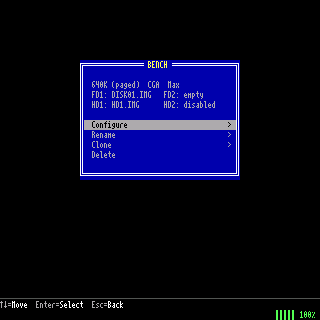 BENCH
640K (paged) CGA Max
FD1: DISK01.IMG FD2: empty
HD1: HD1.IMG HD2: disabled
Configure >
Rename >
Clone >
Delete
↑↓=Move Enter=Select Esc=Back
100%